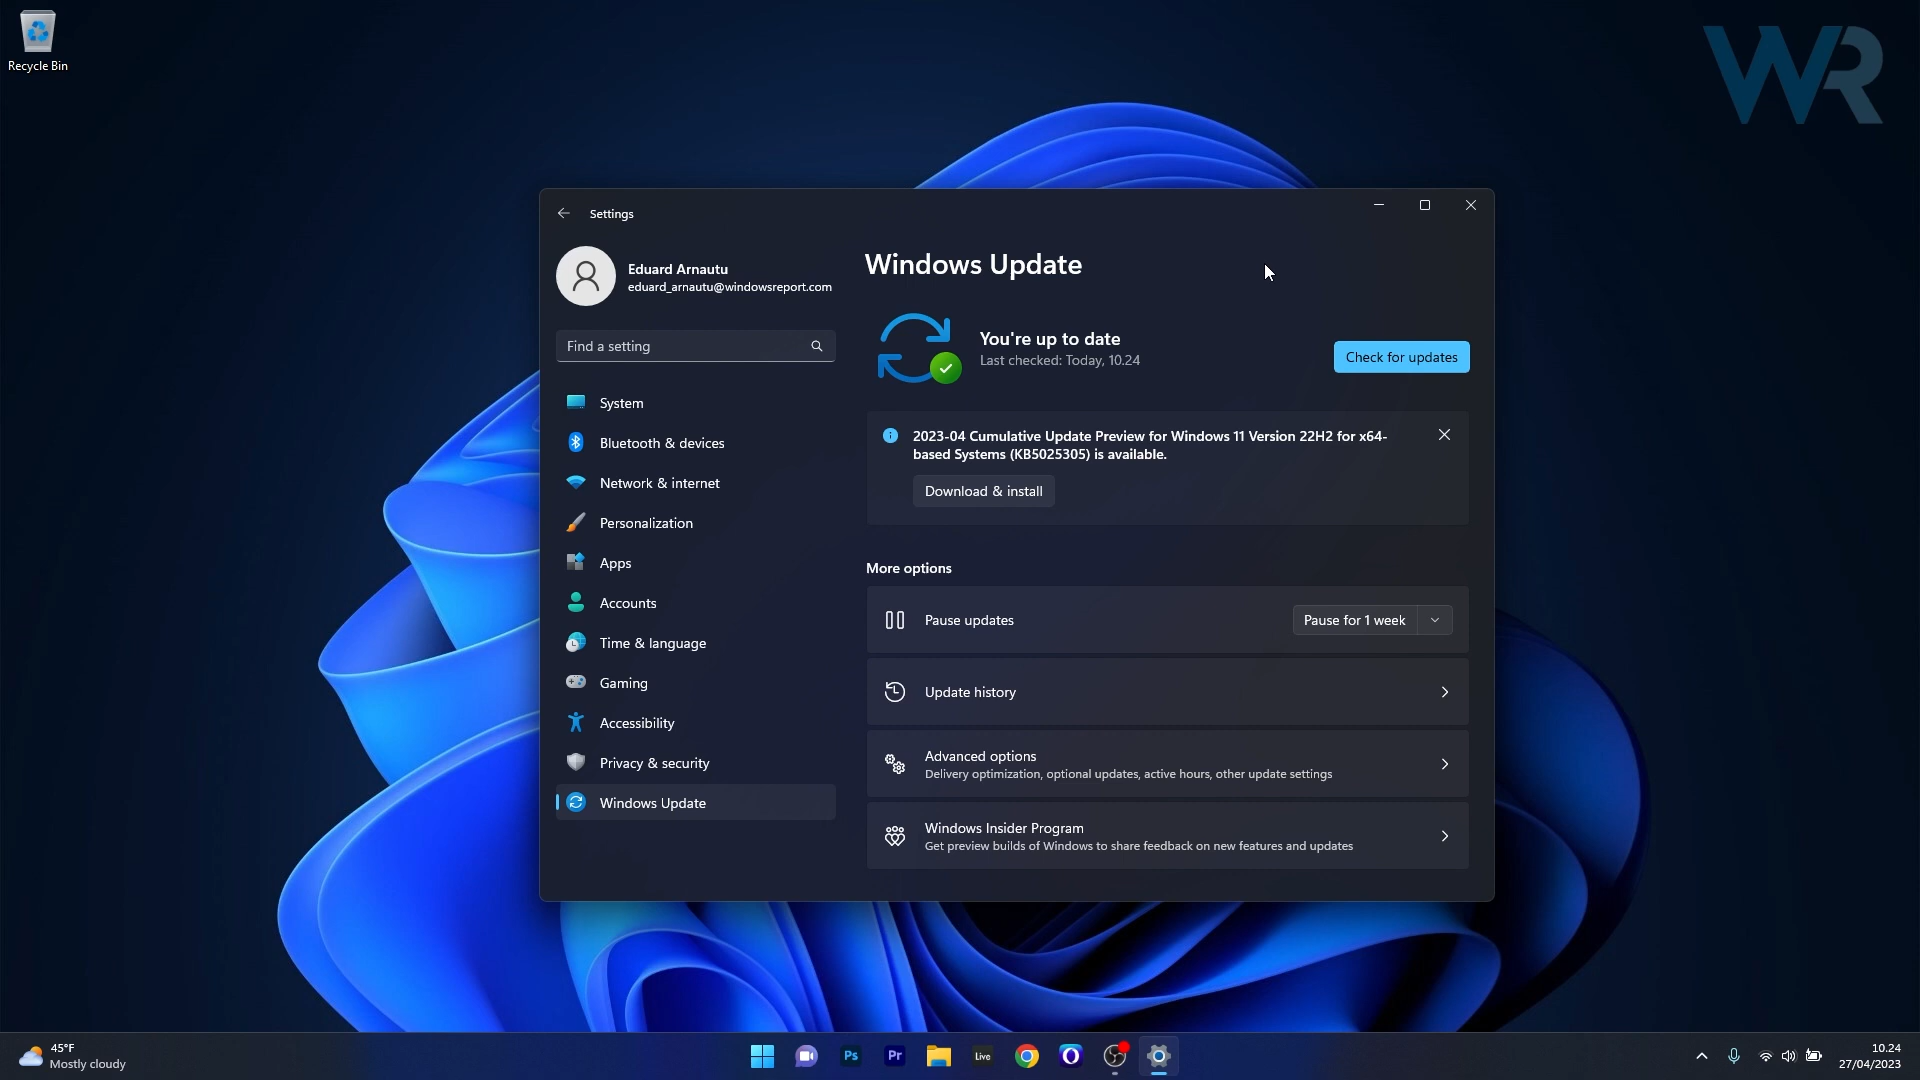 Recycle Bin
WR
Settings
Eduard Arnautu
eduard_arnautu@windowsreport.com
Find a setting
System
Bluetooth & devices
Network & internet
Personalization
Apps
Accounts
Time & language
Gaming
Accessibility
Privacy & security
Windows Update
Windows Update
You're up to date
Last checked: Today, 10.24
Check for updates
2023-04 Cumulative Update Preview for Windows 11 Version 22H2 for x64-
based Systems (KB5025305) is available.
Download & install
More options
Pause updates
Pause for 1 week
Update history
Advanced options
Delivery optimization, optional updates, active hours, other update settings
Windows Insider Program
Get preview builds of Windows to share feedback on new features and updates
45°F
Mostly cloudy
Ps
Pr
Live
10.24
27/04/2023